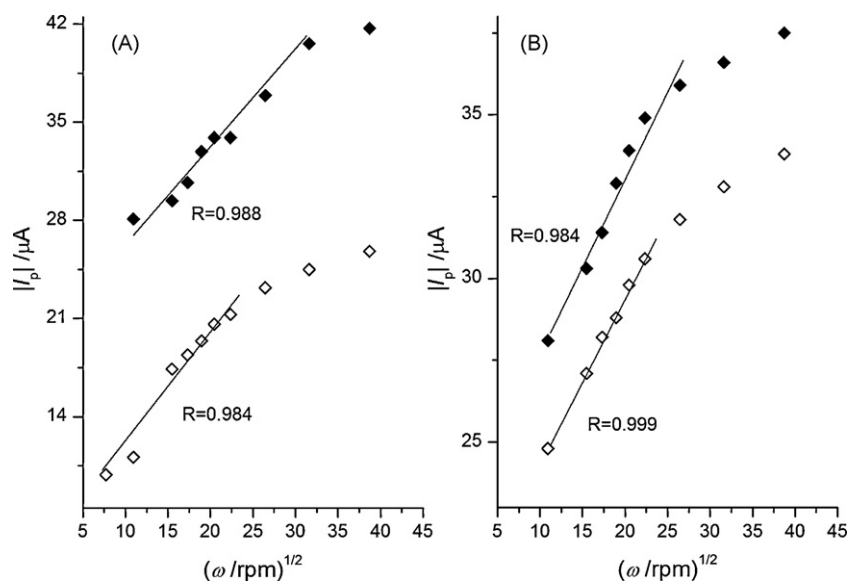 (A)
42
35
28
21
14
|I_p| /μA
R=0.988
R=0.984
5 10 15 20 25 30 35 40 45
(ω/rpm)^1/2
(B)
35
30
25
|I_p| /μA
R=0.984
R=0.999
5 10 15 20 25 30 35 40 45
(ω/rpm)^1/2